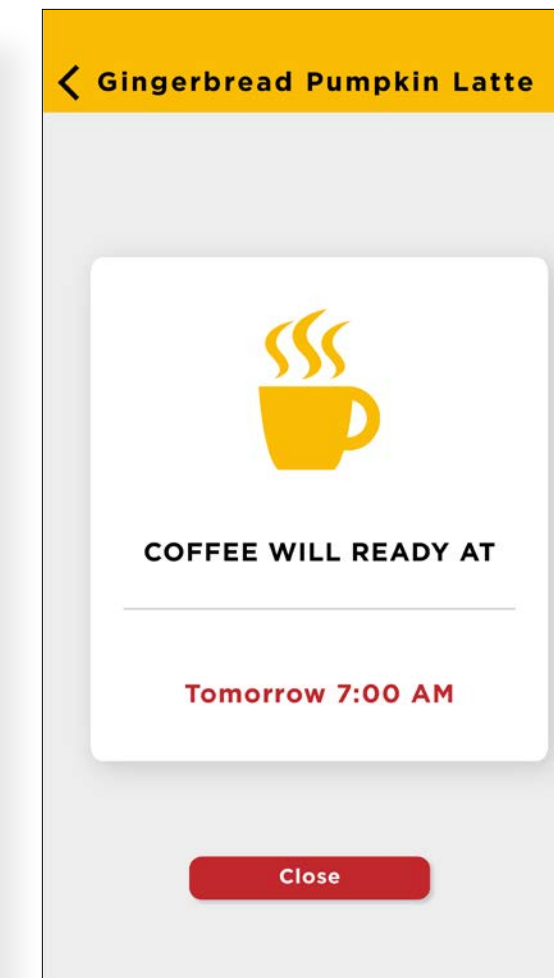 Gingerbread Pumpkin Latte
COFFEE WILL READY AT
Tomorrow 7:00 AM
Close